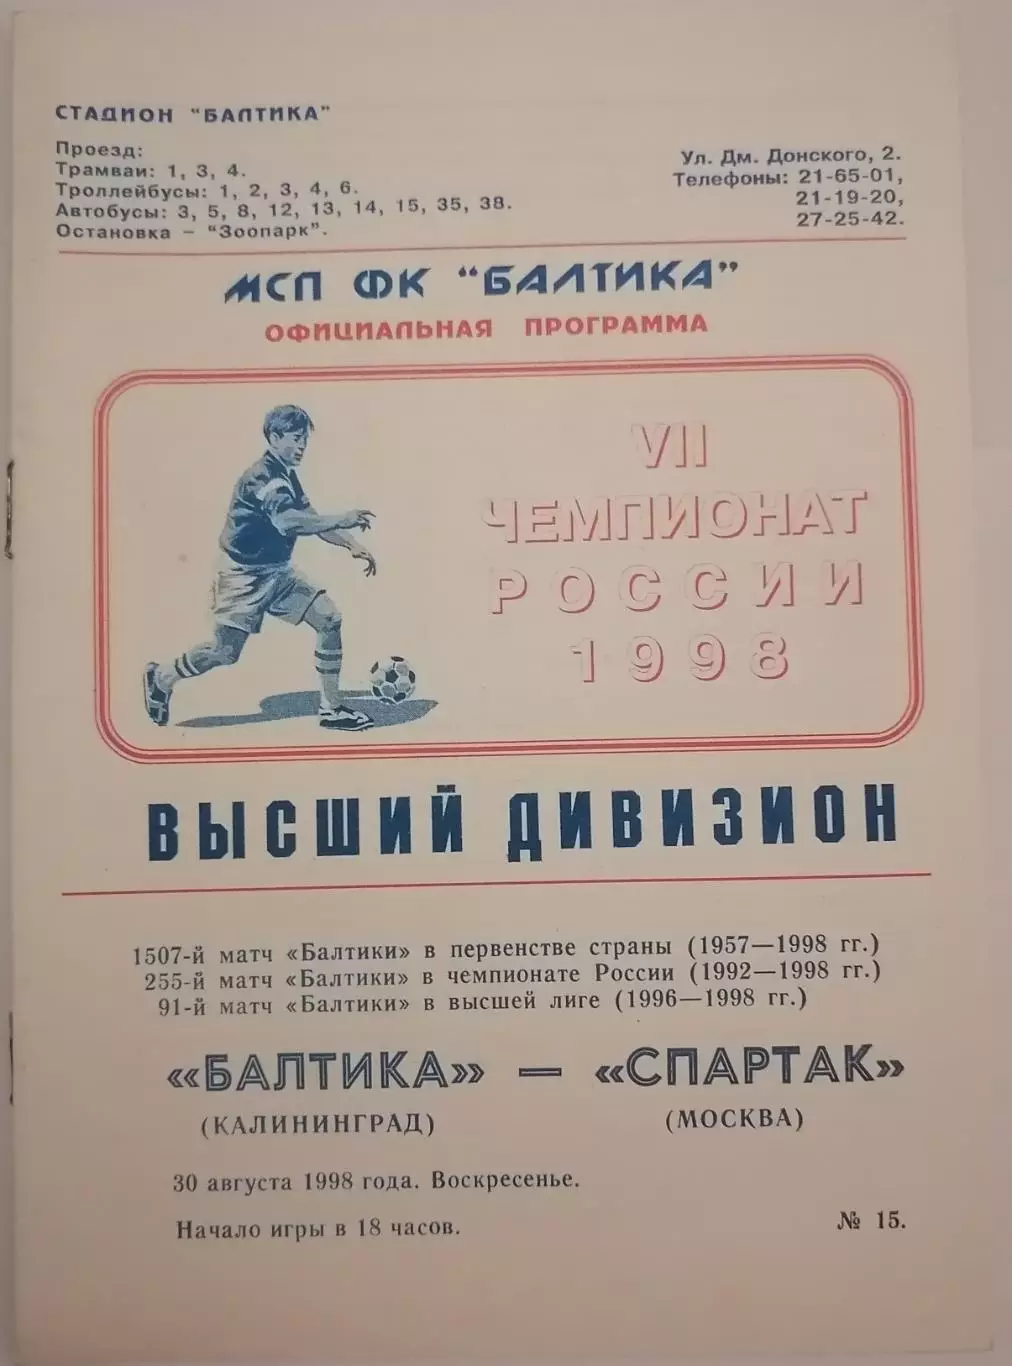 СТАДИОН "БАЛТИКА"
Проезд:
Трамваи: 1, 3, 4.
Троллейбусы: 1, 2, 3, 4, 6.
Автобусы: 3, 5, 8, 12, 13, 14, 15, 35, 38.
Остановка – "Зоопарк".
Ул. Дм. Донского, 2.
Телефоны: 21-65-01,
21-19-20,
27-25-42.
МСП ФК "БАЛТИКА"
ОФИЦИАЛЬНАЯ ПРОГРАММА
VII
ЧЕМПИОНАТ
РОССИИ
1998
ВЫСШИЙ ДИВИЗИОН
1507-й матч «Балтики» в первенстве страны (1957—1998 гг.)
255-й матч «Балтики» в чемпионате России (1992—1998 гг.)
91-й матч «Балтики» в высшей лиге (1996—1998 гг.)
«БАЛТИКА» — «СПАРТАК»
(КАЛИНИНГРАД) (МОСКВА)
30 августа 1998 года. Воскресенье.
Начало игры в 18 часов.
№ 15.